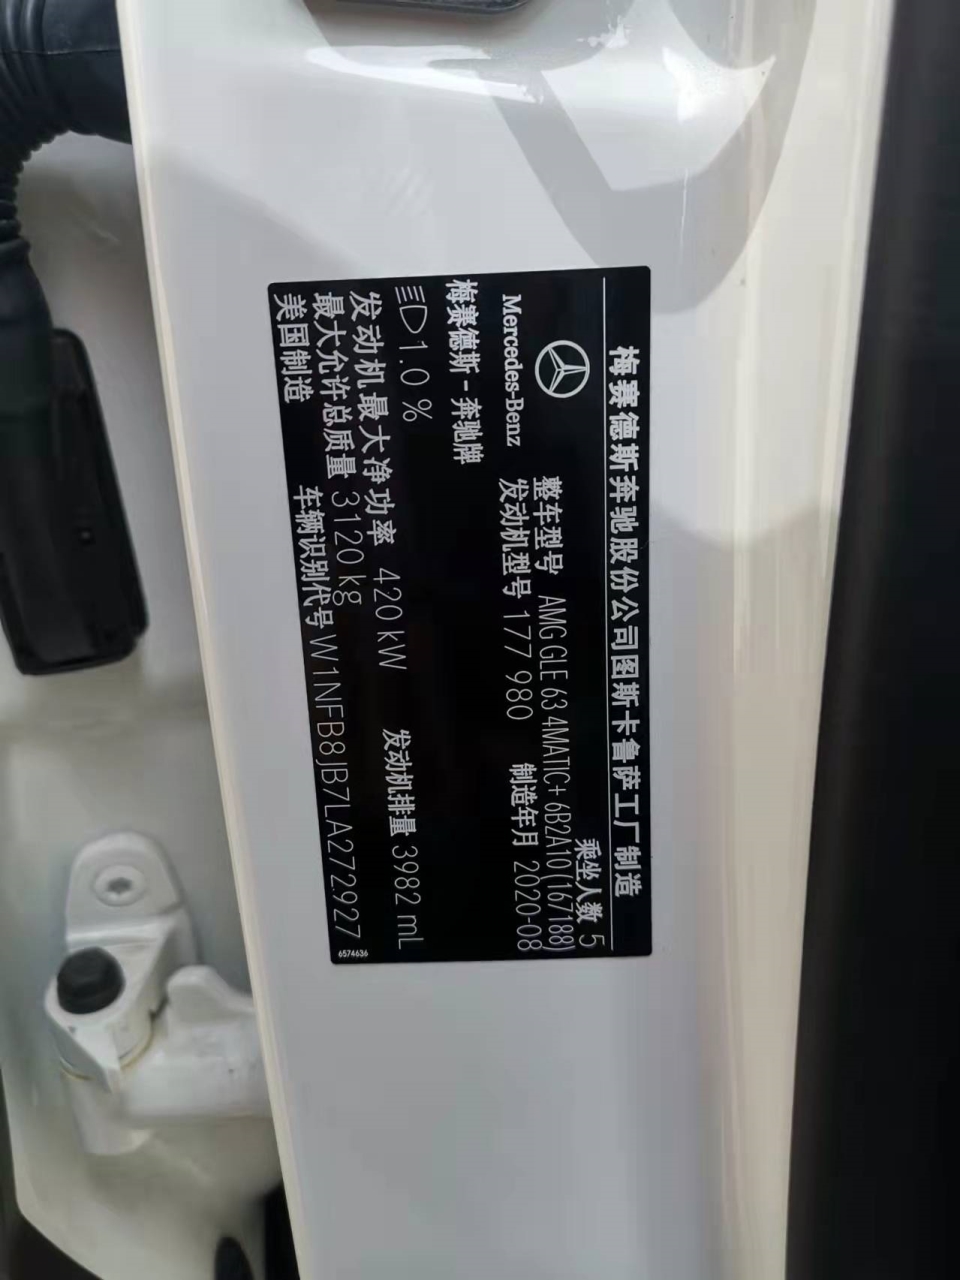 梅赛德斯奔驰股份公司图斯卡鲁萨工厂制造
乘坐人数 5
整车型号 AMG GLE 63 4MATIC+ 6B2A10(167188)
Mercedes-Benz
发动机型号 177 980 制造年月 2020-08
梅赛德斯-奔驰牌
1.0 %
发动机最大净功率 420 kW 发动机排量 3982 mL
最大允许总质量 3120 kg
美国制造 车辆识别代号 W1NFB8JB7LA272927
6574636